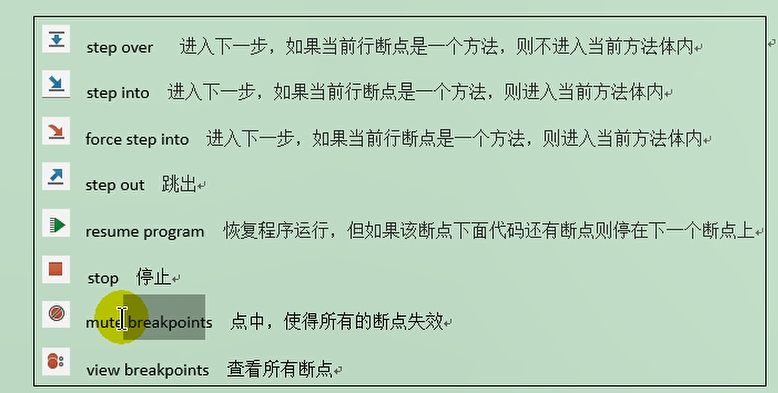 step over 进入下一步，如果当前行断点是一个方法，则不进入当前方法体内
step into 进入下一步，如果当前行断点是一个方法，则进入当前方法体内
force step into 进入下一步，如果当前行断点是一个方法，则进入当前方法体内
step out 跳出
resume program 恢复程序运行，但如果该断点下面代码还有断点则停在下一个断点上
stop 停止
mute breakpoints 点中，使得所有的断点失效
view breakpoints 查看所有断点